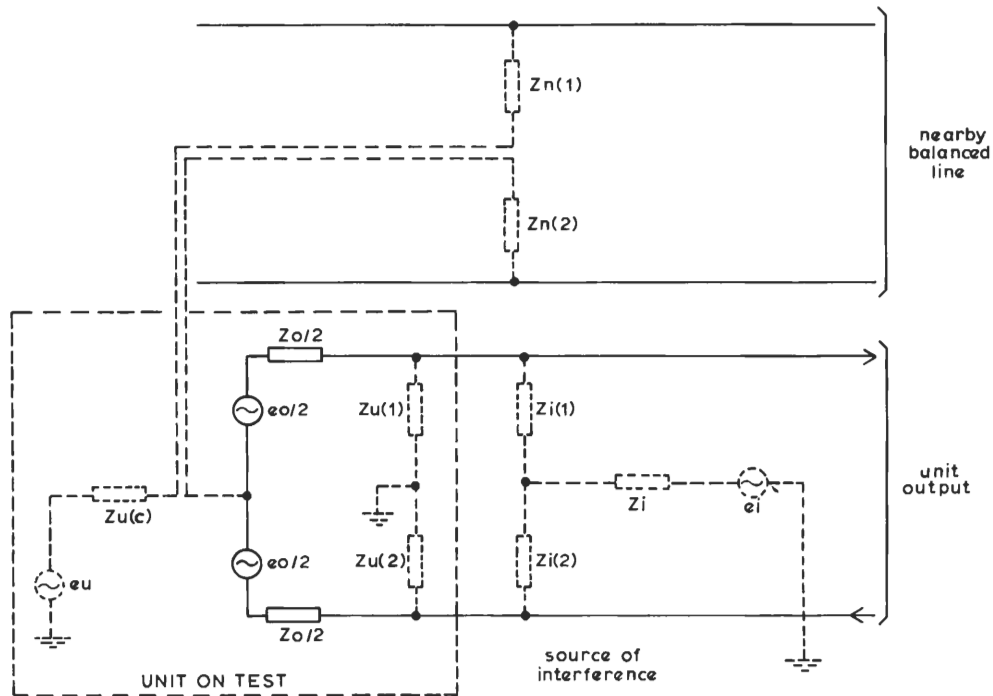 Zn(1)
nearby
balanced
line
Zn(2)
Zo/2
eo/2
Zu(1)
Zi(1)
Zu(c)
Zi
ei
unit
output
eu
eo/2
Zu(2)
Zi(2)
Zo/2
UNIT ON TEST
source of
interference